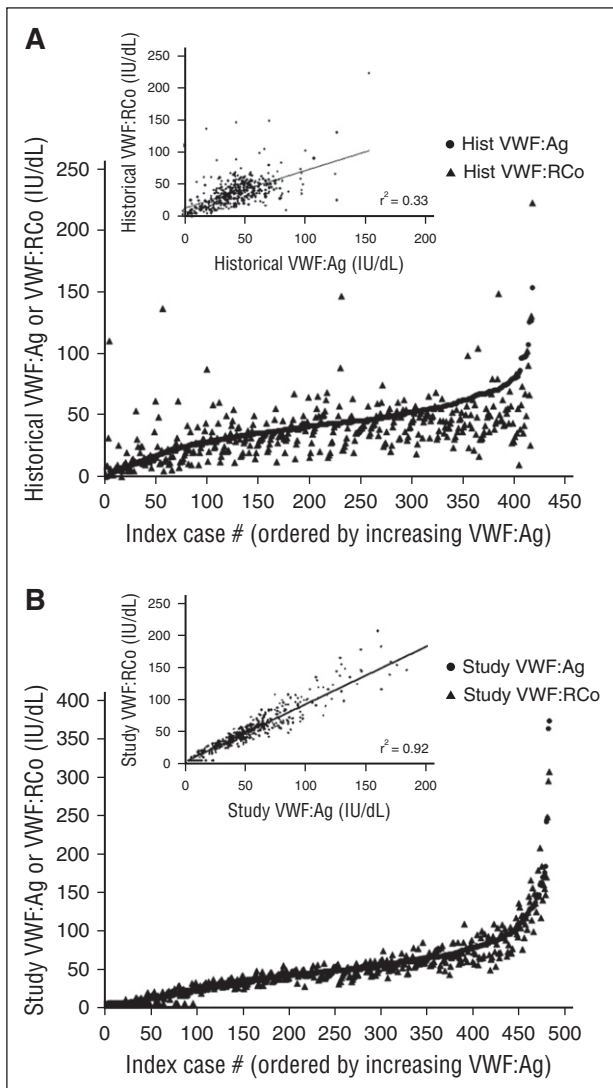 A
Historical VWF:RCo (IU/dL)
250
200
150
100
50
0
0 50 100 150 200
Historical VWF:Ag (IU/dL)
r² = 0.33
Hist VWF:Ag
Hist VWF:RCo
Historical VWF:Ag or VWF:RCo (IU/dL)
250
200
150
100
50
0
0 50 100 150 200 250 300 350 400 450
Index case # (ordered by increasing VWF:Ag)
B
Study VWF:RCo (IU/dL)
250
200
150
100
50
0
0 50 100 150 200
Study VWF:Ag (IU/dL)
r² = 0.92
Study VWF:Ag
Study VWF:RCo
Study VWF:Ag or VWF:RCo (IU/dL)
400
350
300
250
200
150
100
50
0
0 50 100 150 200 250 300 350 400 450 500
Index case # (ordered by increasing VWF:Ag)